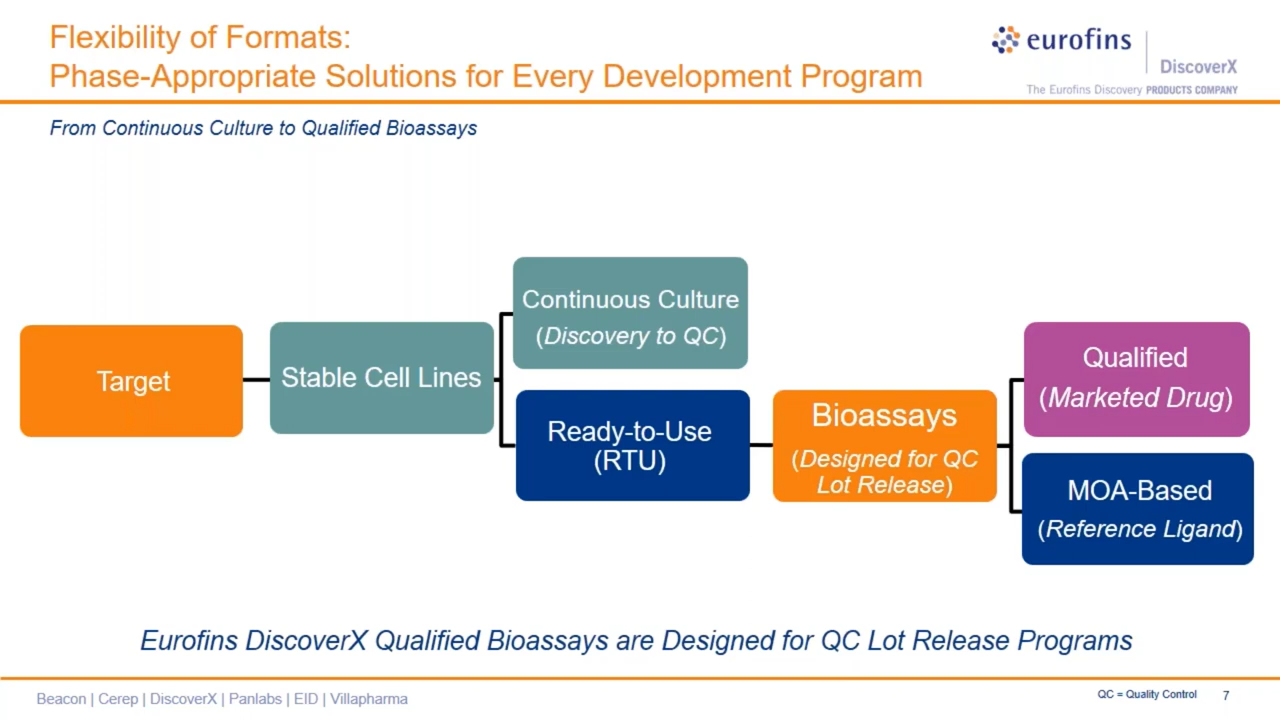 Flexibility of Formats:
Phase-Appropriate Solutions for Every Development Program
eurofins
DiscoverX
The Eurofins Discovery PRODUCTS COMPANY
From Continuous Culture to Qualified Bioassays
Target
Stable Cell Lines
Continuous Culture
(Discovery to QC)
Ready-to-Use
(RTU)
Bioassays
(Designed for QC
Lot Release)
Qualified
(Marketed Drug)
MOA-Based
(Reference Ligand)
Eurofins DiscoverX Qualified Bioassays are Designed for QC Lot Release Programs
Beacon | Cerep | DiscoverX | Panlabs | EID | Villapharma
QC = Quality Control
7